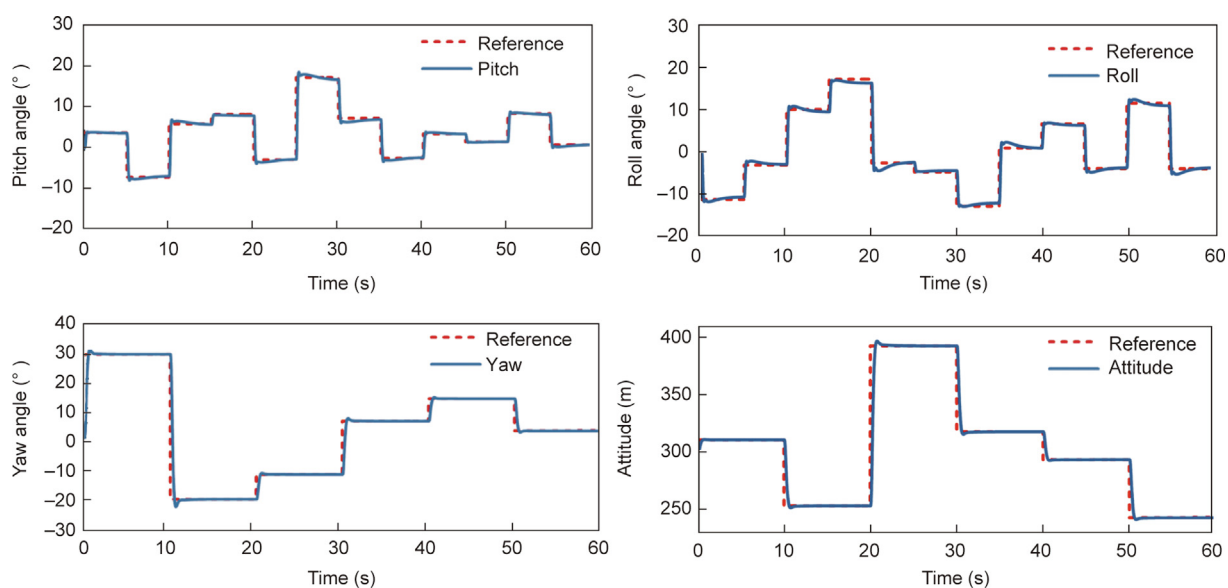 30
20
10
0
–10
–20
Pitch angle (°)
Reference
Pitch
0 10 20 30 40 50 60
Time (s)
30
20
10
0
–10
–20
Roll angle (°)
Reference
Roll
0 10 20 30 40 50 60
Time (s)
40
30
20
10
0
–10
–20
–30
Yaw angle (°)
Reference
Yaw
0 10 20 30 40 50 60
Time (s)
400
350
300
250
Attitude (m)
Reference
Attitude
0 10 20 30 40 50 60
Time (s)